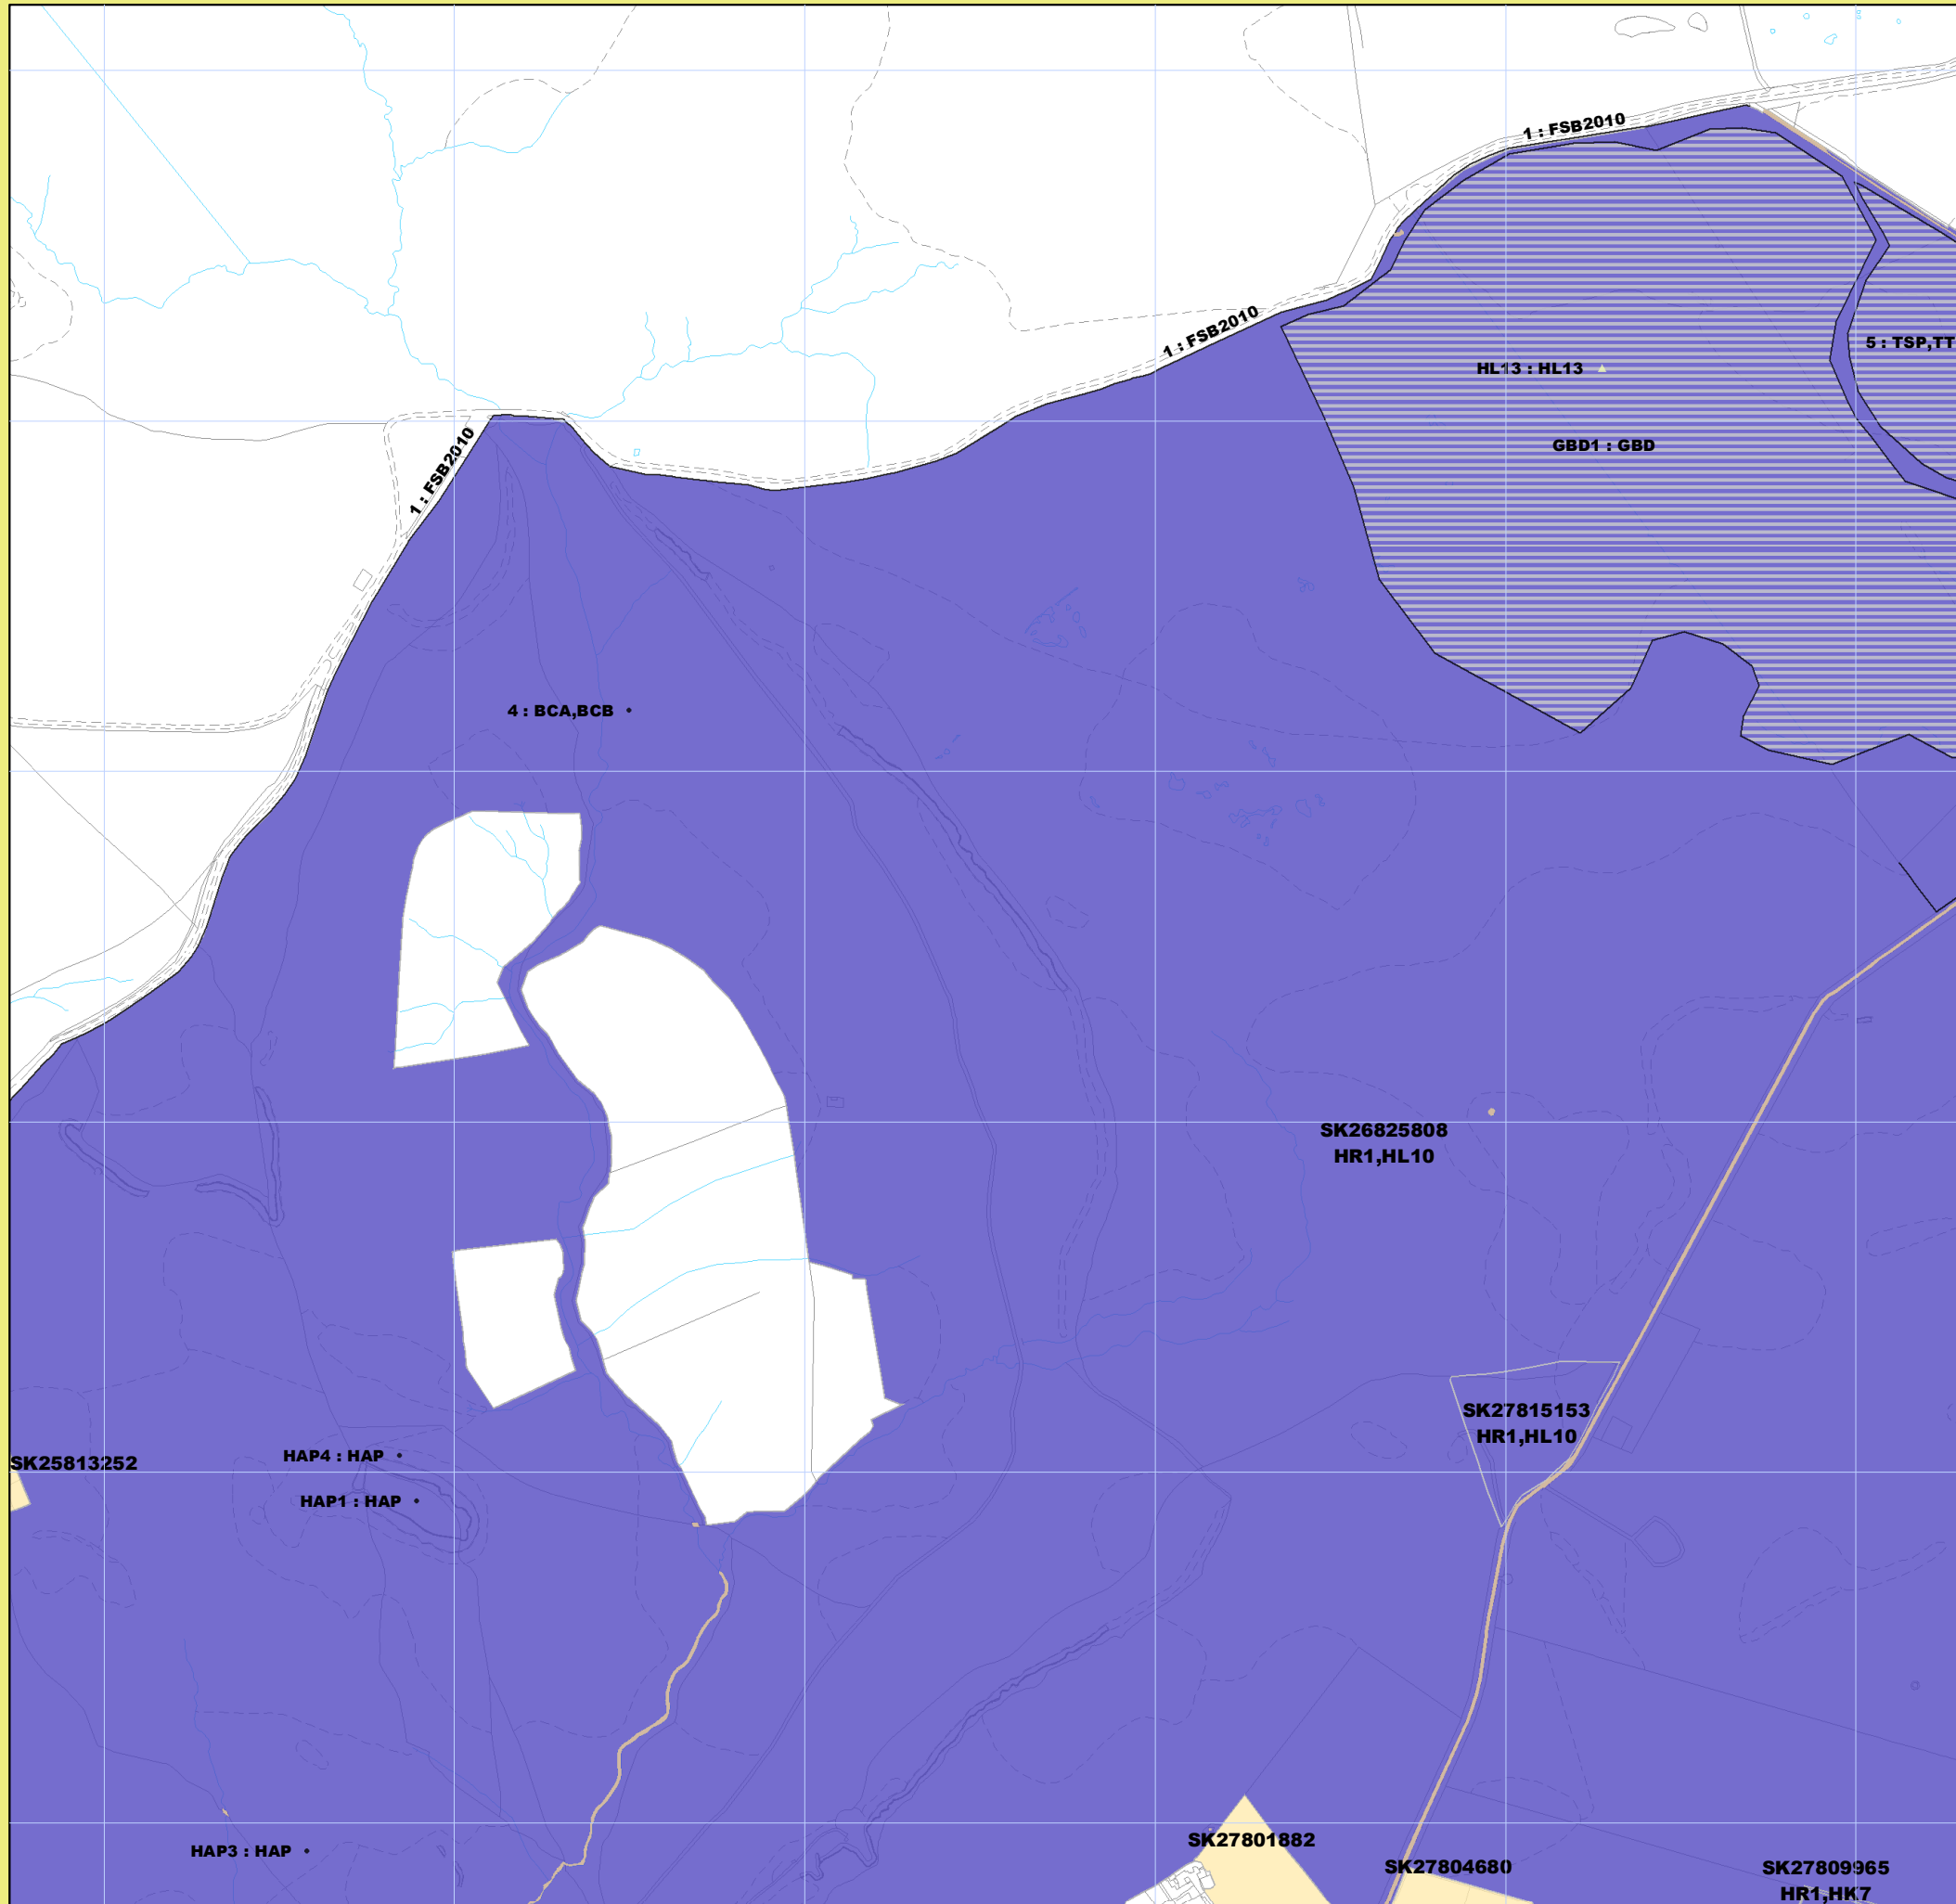 1 : FSB2010
1 : FSB2010
5 : TSP,TT
HL13 : HL13
1 : FSB2010
GBD1 : GBD
4 : BCA,BCB
SK26825808
HR1,HL10
SK27815153
HR1,HL10
HAP4 : HAP
SK25813252
HAP1 : HAP
SK27801882
HAP3 : HAP
SK27804680
SK27809965
HR1,HK7